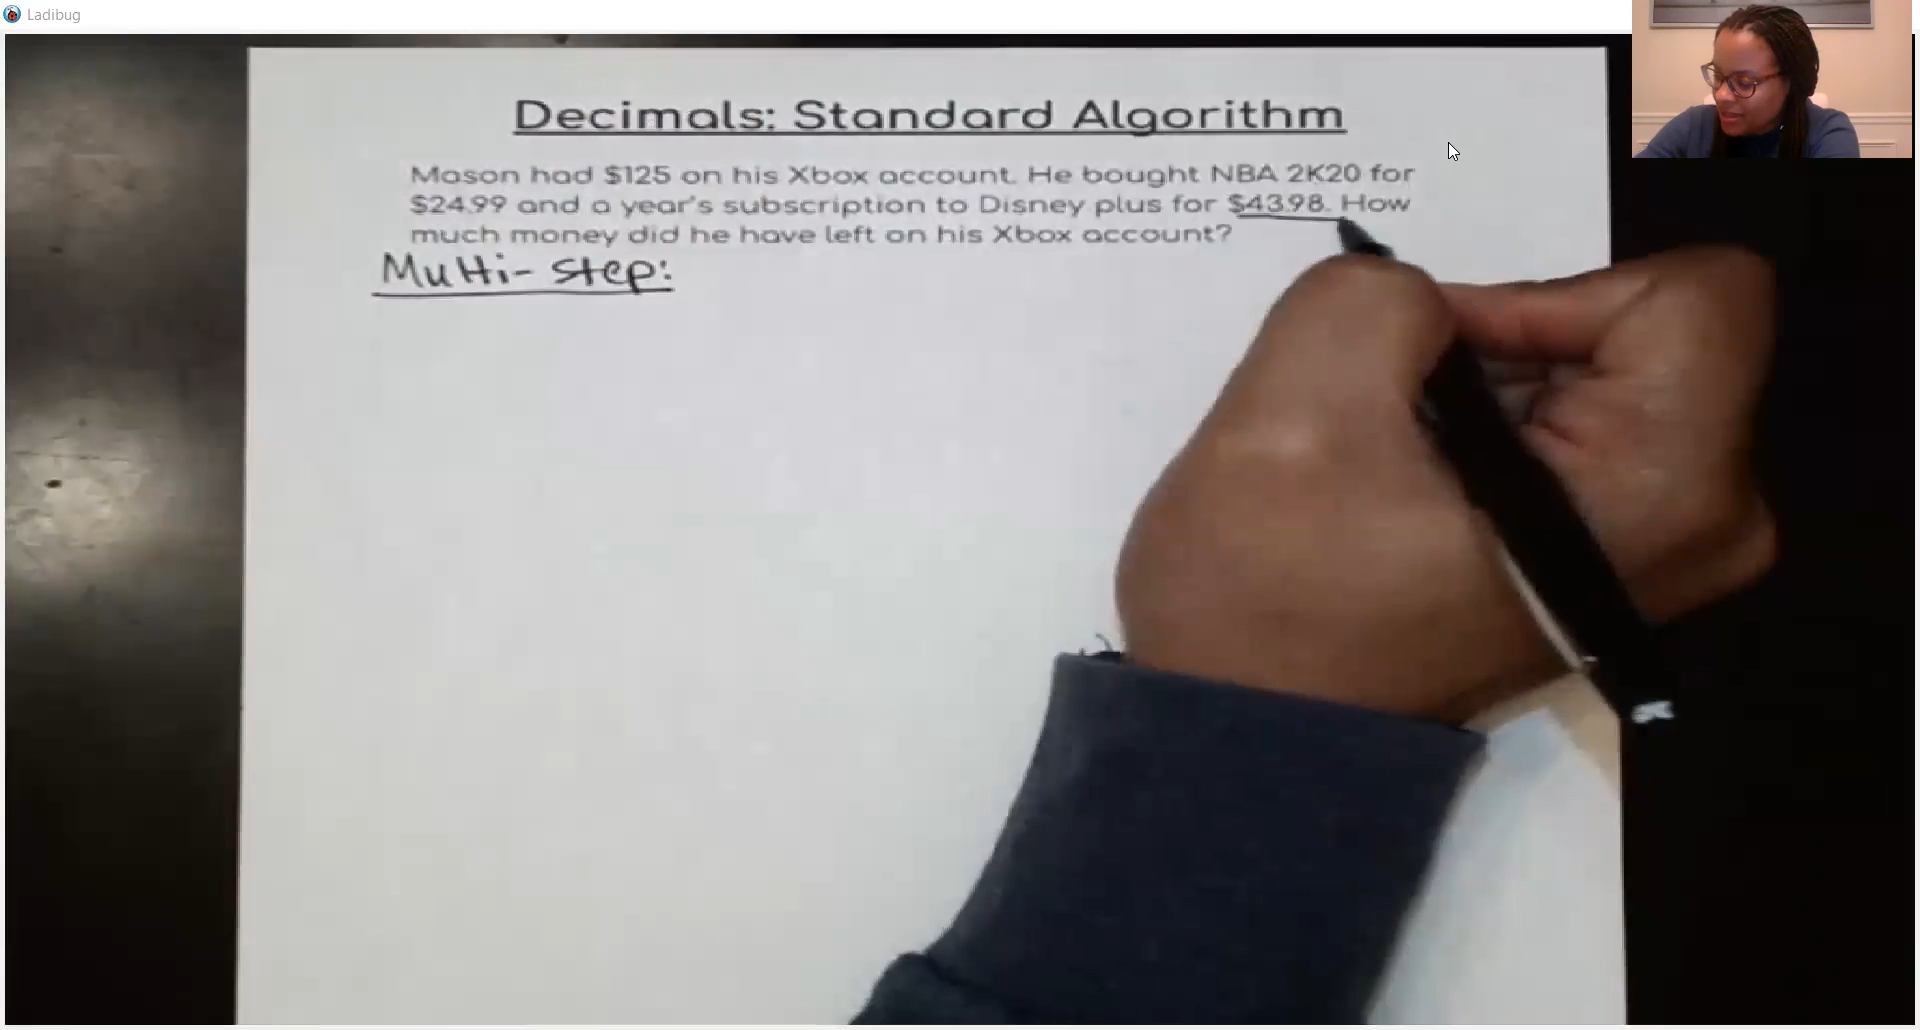 Ladibug
Decimals: Standard Algorithm
Mason had $125 on his Xbox account. He bought NBA 2K20 for
$24.99 and a year's subscription to Disney plus for $43.98. How
much money did he have left on his Xbox account?
Multi-step: